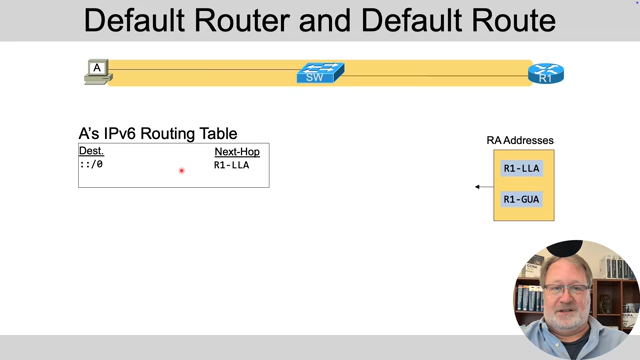 Default Router and Default Route
A
SW
R1
A's IPv6 Routing Table
Dest.
Next-Hop
::/0
R1-LLA
RA Addresses
R1-LLA
R1-GUA